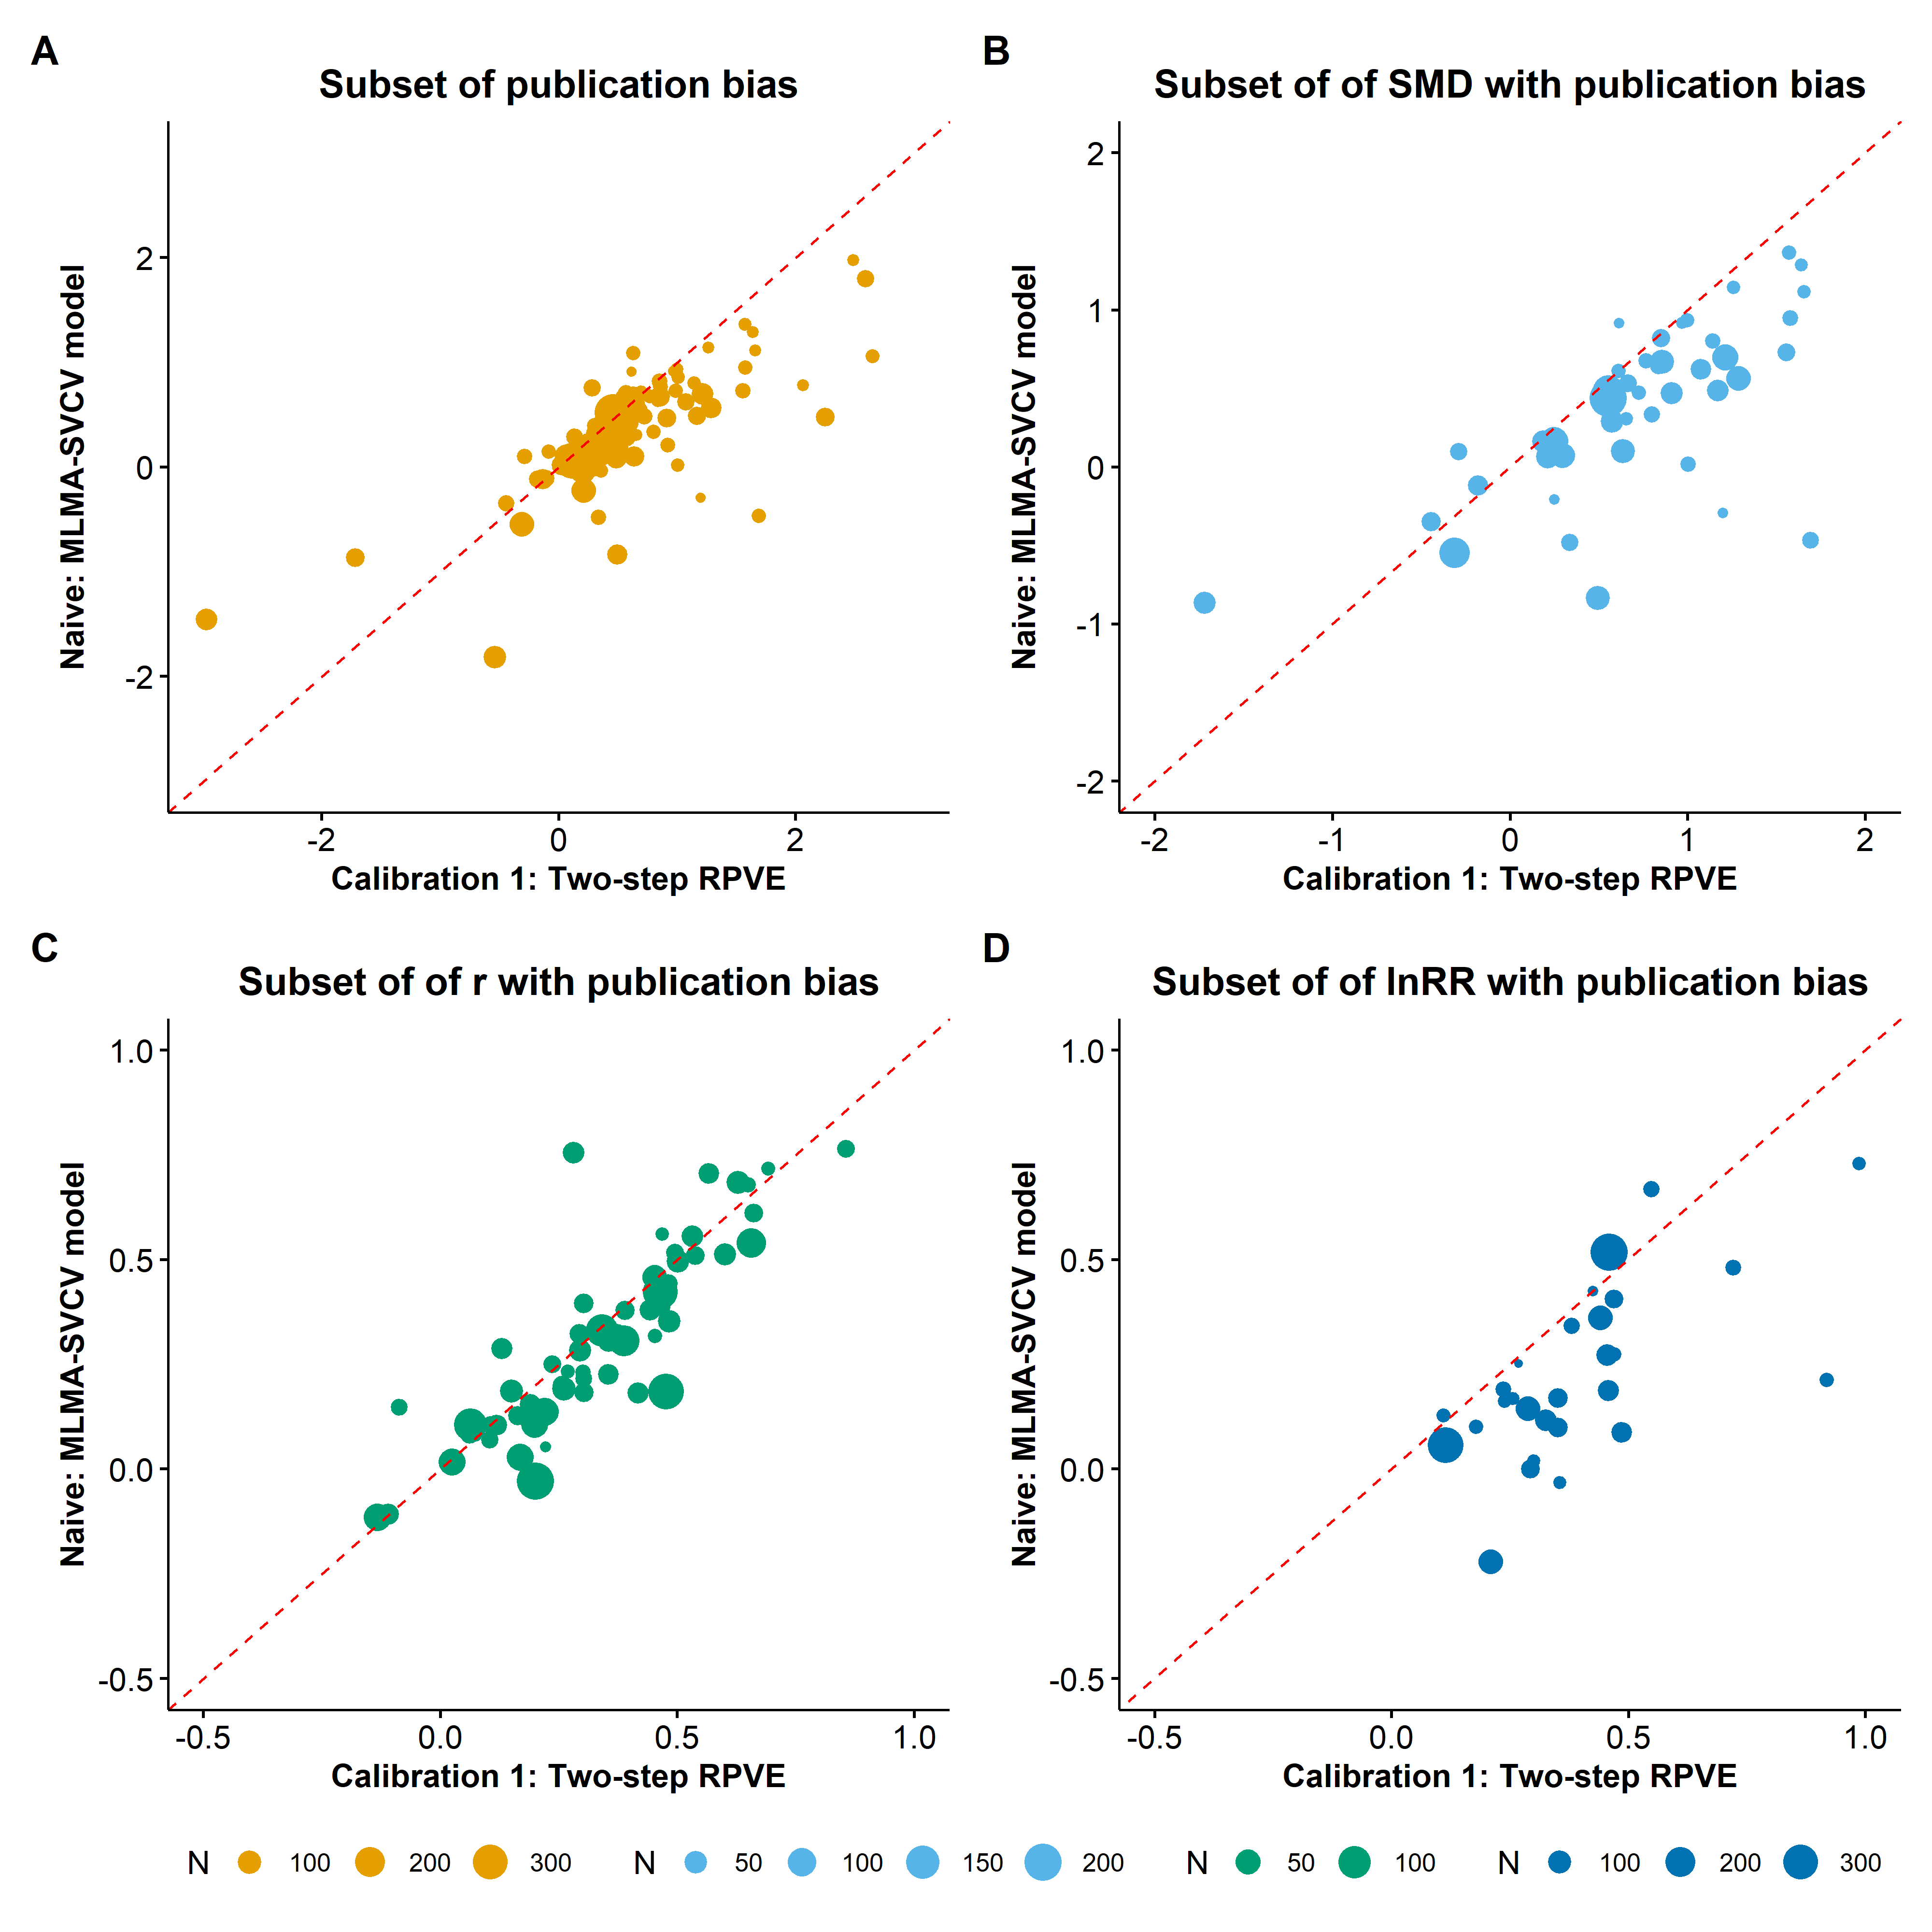 A
Subset of publication bias
Naive: MLMA-SVCV model
2
0
-2
-2 0 2
Calibration 1: Two-step RPVE
B
Subset of of SMD with publication bias
Naive: MLMA-SVCV model
2
1
0
-1
-2
-2 -1 0 1 2
Calibration 1: Two-step RPVE
C
Subset of of r with publication bias
Naive: MLMA-SVCV model
1.0
0.5
0.0
-0.5
-0.5 0.0 0.5 1.0
Calibration 1: Two-step RPVE
D
Subset of of lnRR with publication bias
Naive: MLMA-SVCV model
1.0
0.5
0.0
-0.5
-0.5 0.0 0.5 1.0
Calibration 1: Two-step RPVE
N 100 200 300 N 50 100 150 200 N 50 100 N 100 200 300